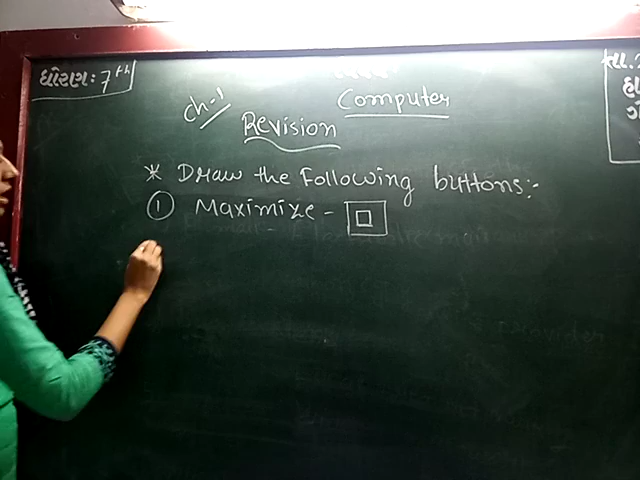 ધોરણ: 7th
Computer
Ch-1
Revision
* Draw the Following buttons:-
① Maximize -